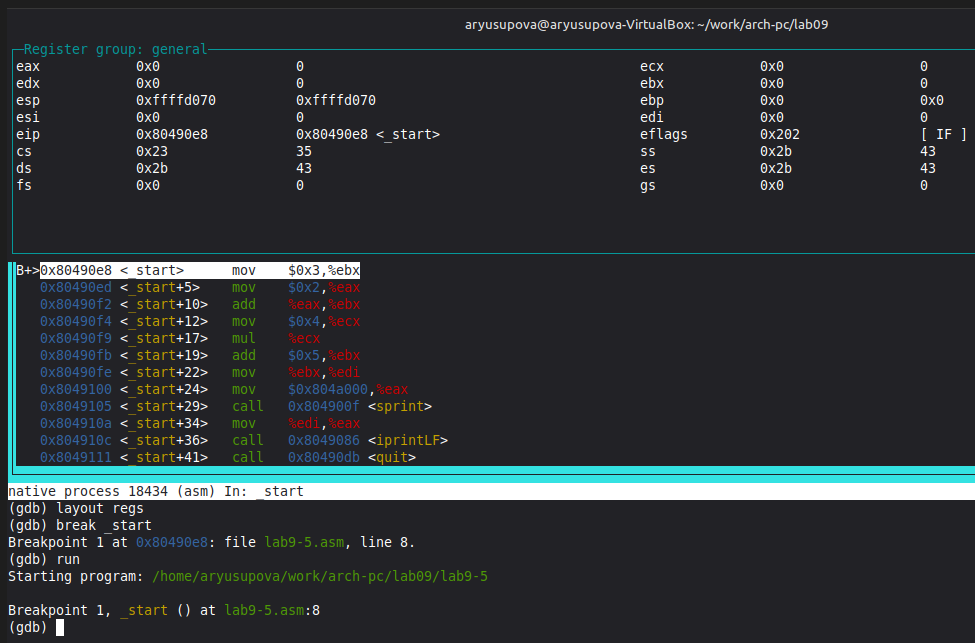 aryusupova@aryusupova-VirtualBox: ~/work/arch-pc/lab09
Register group: general
eax 0x0 0 ecx 0x0 0
edx 0x0 0 ebx 0x0 0
esp 0xffffd070 0xffffd070 ebp 0x0 0x0
esi 0x0 0 edi 0x0 0
eip 0x80490e8 0x80490e8 <_start> eflags 0x202 [ IF ]
cs 0x23 35 ss 0x2b 43
ds 0x2b 43 es 0x2b 43
fs 0x0 0 gs 0x0 0
B+>0x80490e8 <_start> mov $0x3,%ebx
0x80490ed <_start+5> mov $0x2,%eax
0x80490f2 <_start+10> add %eax,%ebx
0x80490f4 <_start+12> mov $0x4,%ecx
0x80490f9 <_start+17> mul %ecx
0x80490fb <_start+19> add $0x5,%ebx
0x80490fe <_start+22> mov %ebx,%edi
0x8049100 <_start+24> mov $0x804a000,%eax
0x8049105 <_start+29> call 0x804900f <sprint>
0x804910a <_start+34> mov %edi,%eax
0x804910c <_start+36> call 0x8049086 <iprintLF>
0x8049111 <_start+41> call 0x80490db <quit>
native process 18434 (asm) In: _start
(gdb) layout regs
(gdb) break _start
Breakpoint 1 at 0x80490e8: file lab9-5.asm, line 8.
(gdb) run
Starting program: /home/aryusupova/work/arch-pc/lab09/lab9-5
Breakpoint 1, _start () at lab9-5.asm:8
(gdb)